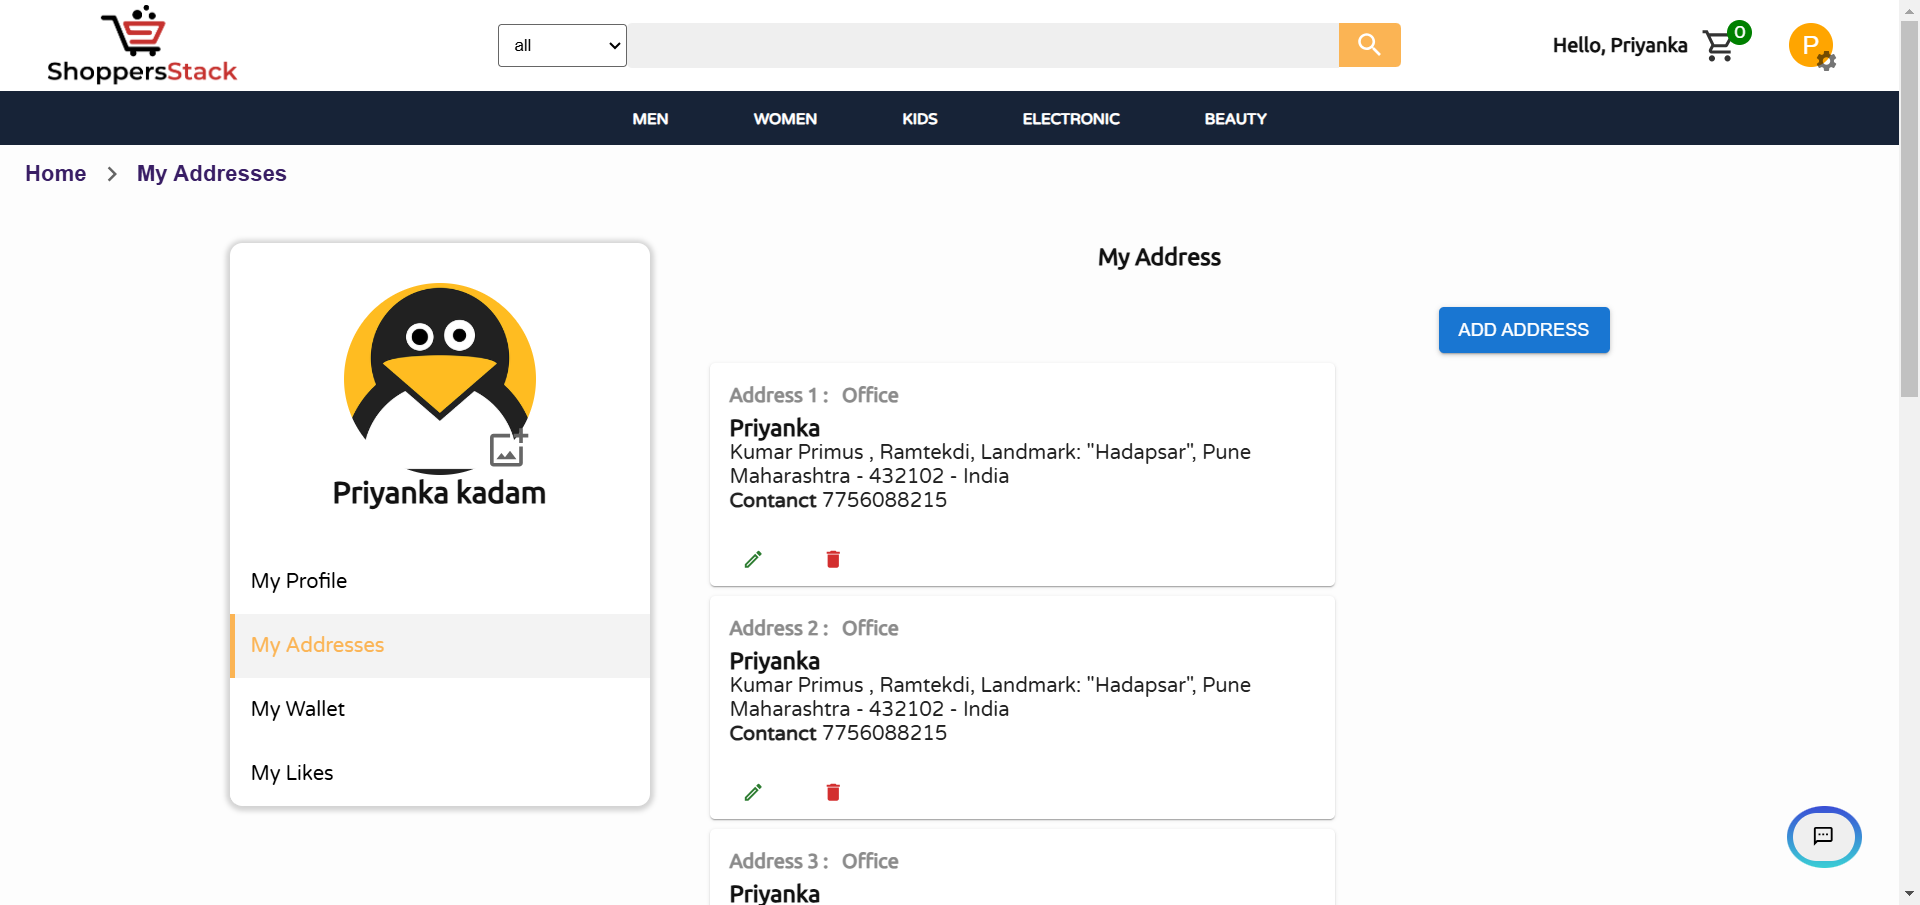 ShoppersStack
all
Hello, Priyanka
0
P
MEN WOMEN KIDS ELECTRONIC BEAUTY
Home > My Addresses
Priyanka kadam
My Profile
My Addresses
My Wallet
My Likes
My Address
ADD ADDRESS
Address 1 : Office
Priyanka
Kumar Primus , Ramtekdi, Landmark: "Hadapsar", Pune
Maharashtra - 432102 - India
Contanct 7756088215
Address 2 : Office
Priyanka
Kumar Primus , Ramtekdi, Landmark: "Hadapsar", Pune
Maharashtra - 432102 - India
Contanct 7756088215
Address 3 : Office
Priyanka